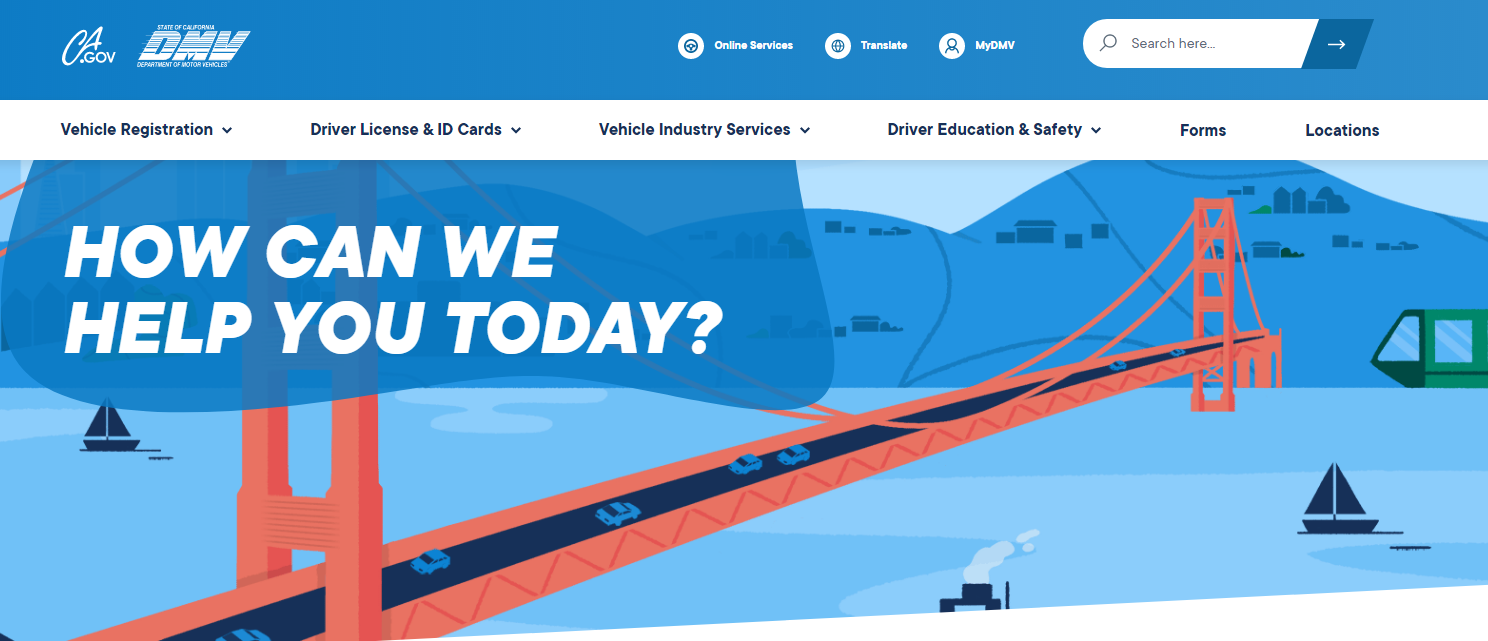 CA
.GOV
STATE OF CALIFORNIA
DMV
DEPARTMENT OF MOTOR VEHICLES
Online Services
Translate
MyDMV
Search here...
Vehicle Registration
Driver License & ID Cards
Vehicle Industry Services
Driver Education & Safety
Forms
Locations
HOW CAN WE
HELP YOU TODAY?